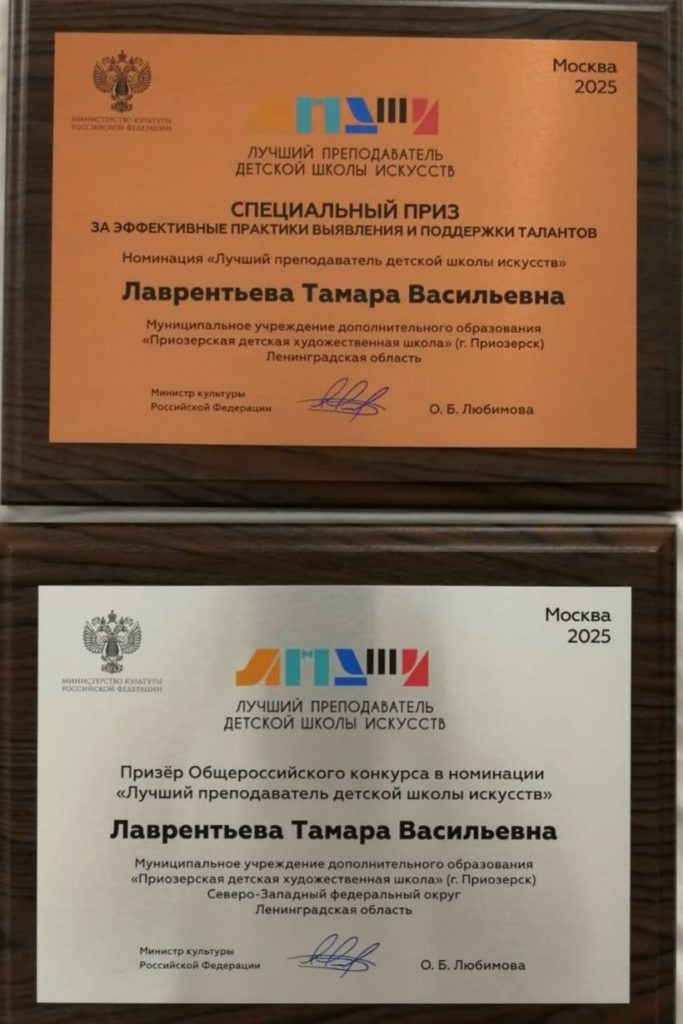 МИНИСТЕРСТВО КУЛЬТУРЫ
РОССИЙСКОЙ ФЕДЕРАЦИИ
Москва
2025
ЛПДШИ
ЛУЧШИЙ ПРЕПОДАВАТЕЛЬ
ДЕТСКОЙ ШКОЛЫ ИСКУССТВ
СПЕЦИАЛЬНЫЙ ПРИЗ
ЗА ЭФФЕКТИВНЫЕ ПРАКТИКИ ВЫЯВЛЕНИЯ И ПОДДЕРЖКИ ТАЛАНТОВ
Номинация «Лучший преподаватель детской школы искусств»
Лаврентьева Тамара Васильевна
Муниципальное учреждение дополнительного образования
«Приозерская детская художественная школа» (г. Приозерск)
Ленинградская область
Министр культуры
Российской Федерации
О. Б. Любимова
МИНИСТЕРСТВО КУЛЬТУРЫ
РОССИЙСКОЙ ФЕДЕРАЦИИ
Москва
2025
ЛПДШИ
ЛУЧШИЙ ПРЕПОДАВАТЕЛЬ
ДЕТСКОЙ ШКОЛЫ ИСКУССТВ
Призёр Общероссийского конкурса в номинации
«Лучший преподаватель детской школы искусств»
Лаврентьева Тамара Васильевна
Муниципальное учреждение дополнительного образования
«Приозерская детская художественная школа» (г. Приозерск)
Северо-Западный федеральный округ
Ленинградская область
Министр культуры
Российской Федерации
О. Б. Любимова